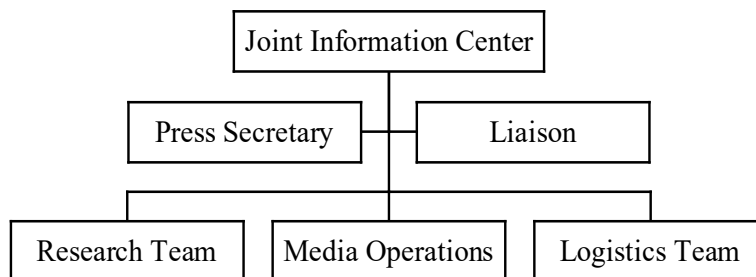 Joint Information Center
Press Secretary
Liaison
Research Team
Media Operations
Logistics Team